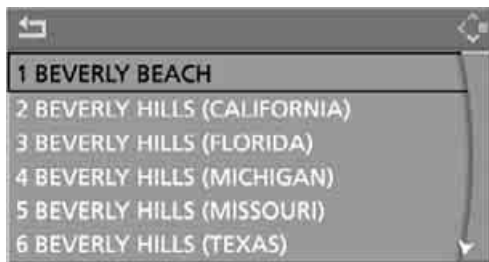 1 BEVERLY BEACH
2 BEVERLY HILLS (CALIFORNIA)
3 BEVERLY HILLS (FLORIDA)
4 BEVERLY HILLS (MICHIGAN)
5 BEVERLY HILLS (MISSOURI)
6 BEVERLY HILLS (TEXAS)